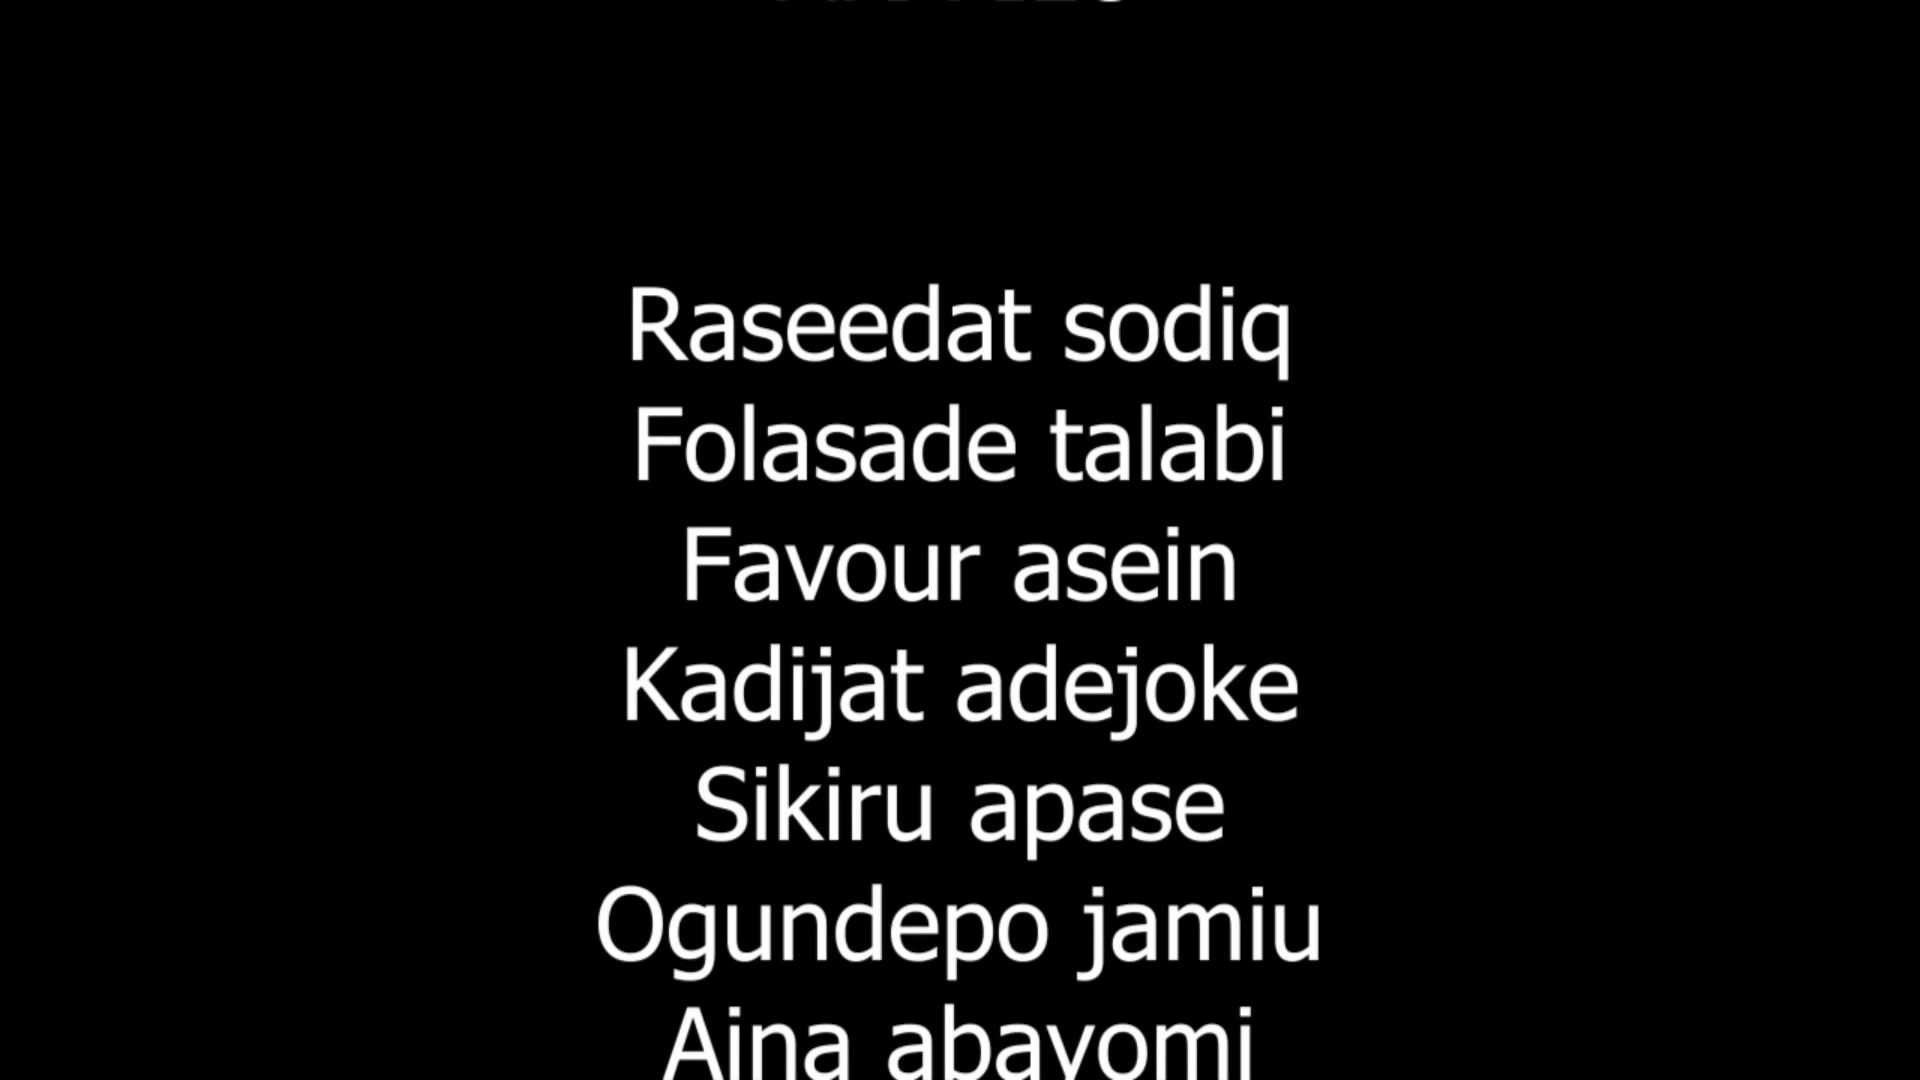 Raseedat sodiq
Folasade talabi
Favour asein
Kadijat adejoke
Sikiru apase
Ogundepo jamiu
Aina abayomi